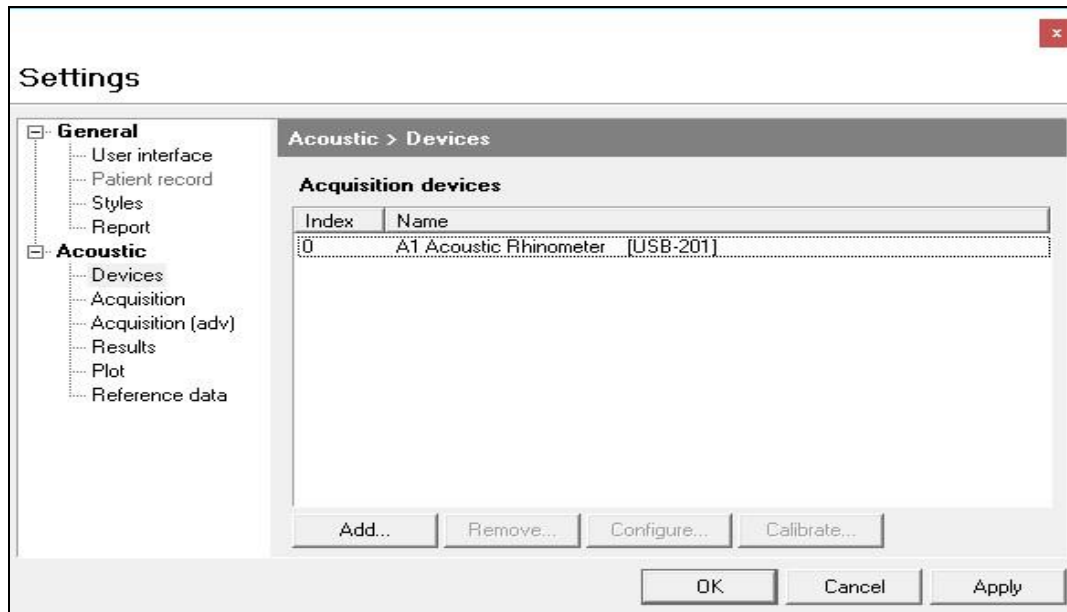 x
Settings
General
User interface
Patient record
Styles
Report
Acoustic
Devices
Acquisition
Acquisition (adv)
Results
Plot
Reference data
Acoustic > Devices
Acquisition devices
Index Name
0 A1 Acoustic Rhinometer [USB-201]
Add... Remove... Configure... Calibrate...
OK Cancel Apply